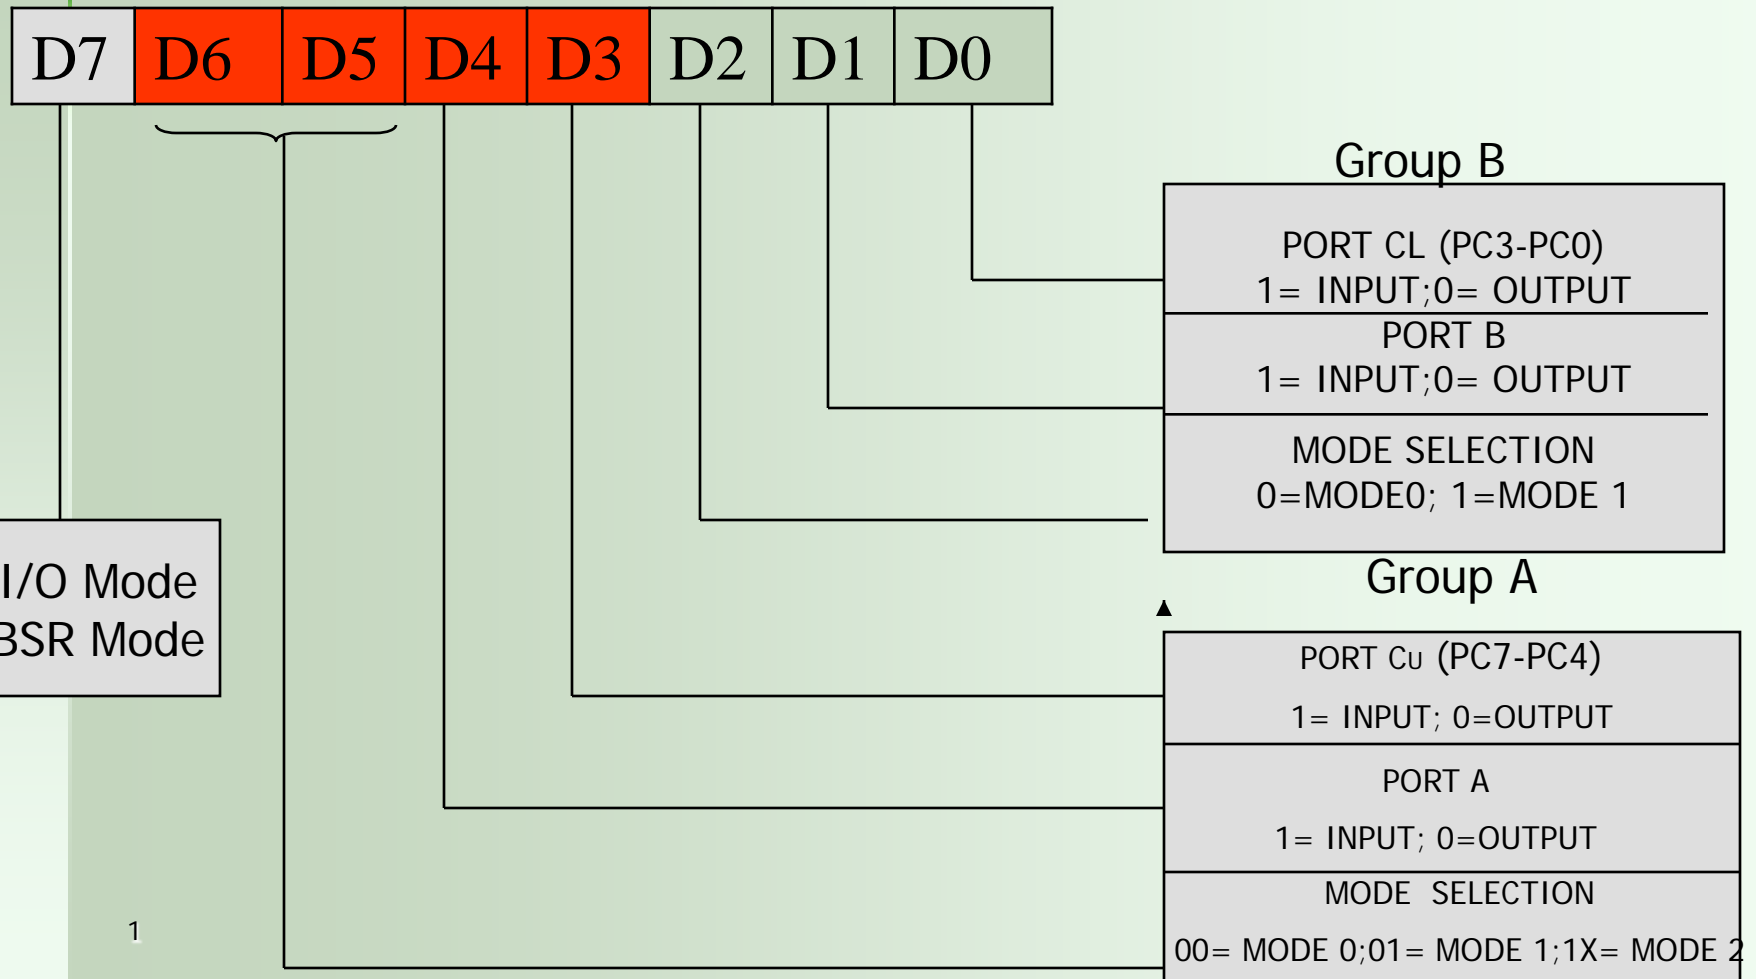 D7 D6 D5 D4 D3 D2 D1 D0
Group B
PORT CL (PC3-PC0)
1= INPUT;0= OUTPUT
PORT B
1= INPUT;0= OUTPUT
MODE SELECTION
0=MODE0; 1=MODE 1
I/O Mode
BSR Mode
Group A
PORT CU (PC7-PC4)
1= INPUT; 0=OUTPUT
PORT A
1= INPUT; 0=OUTPUT
MODE SELECTION
00= MODE 0;01= MODE 1;1X= MODE 2
1